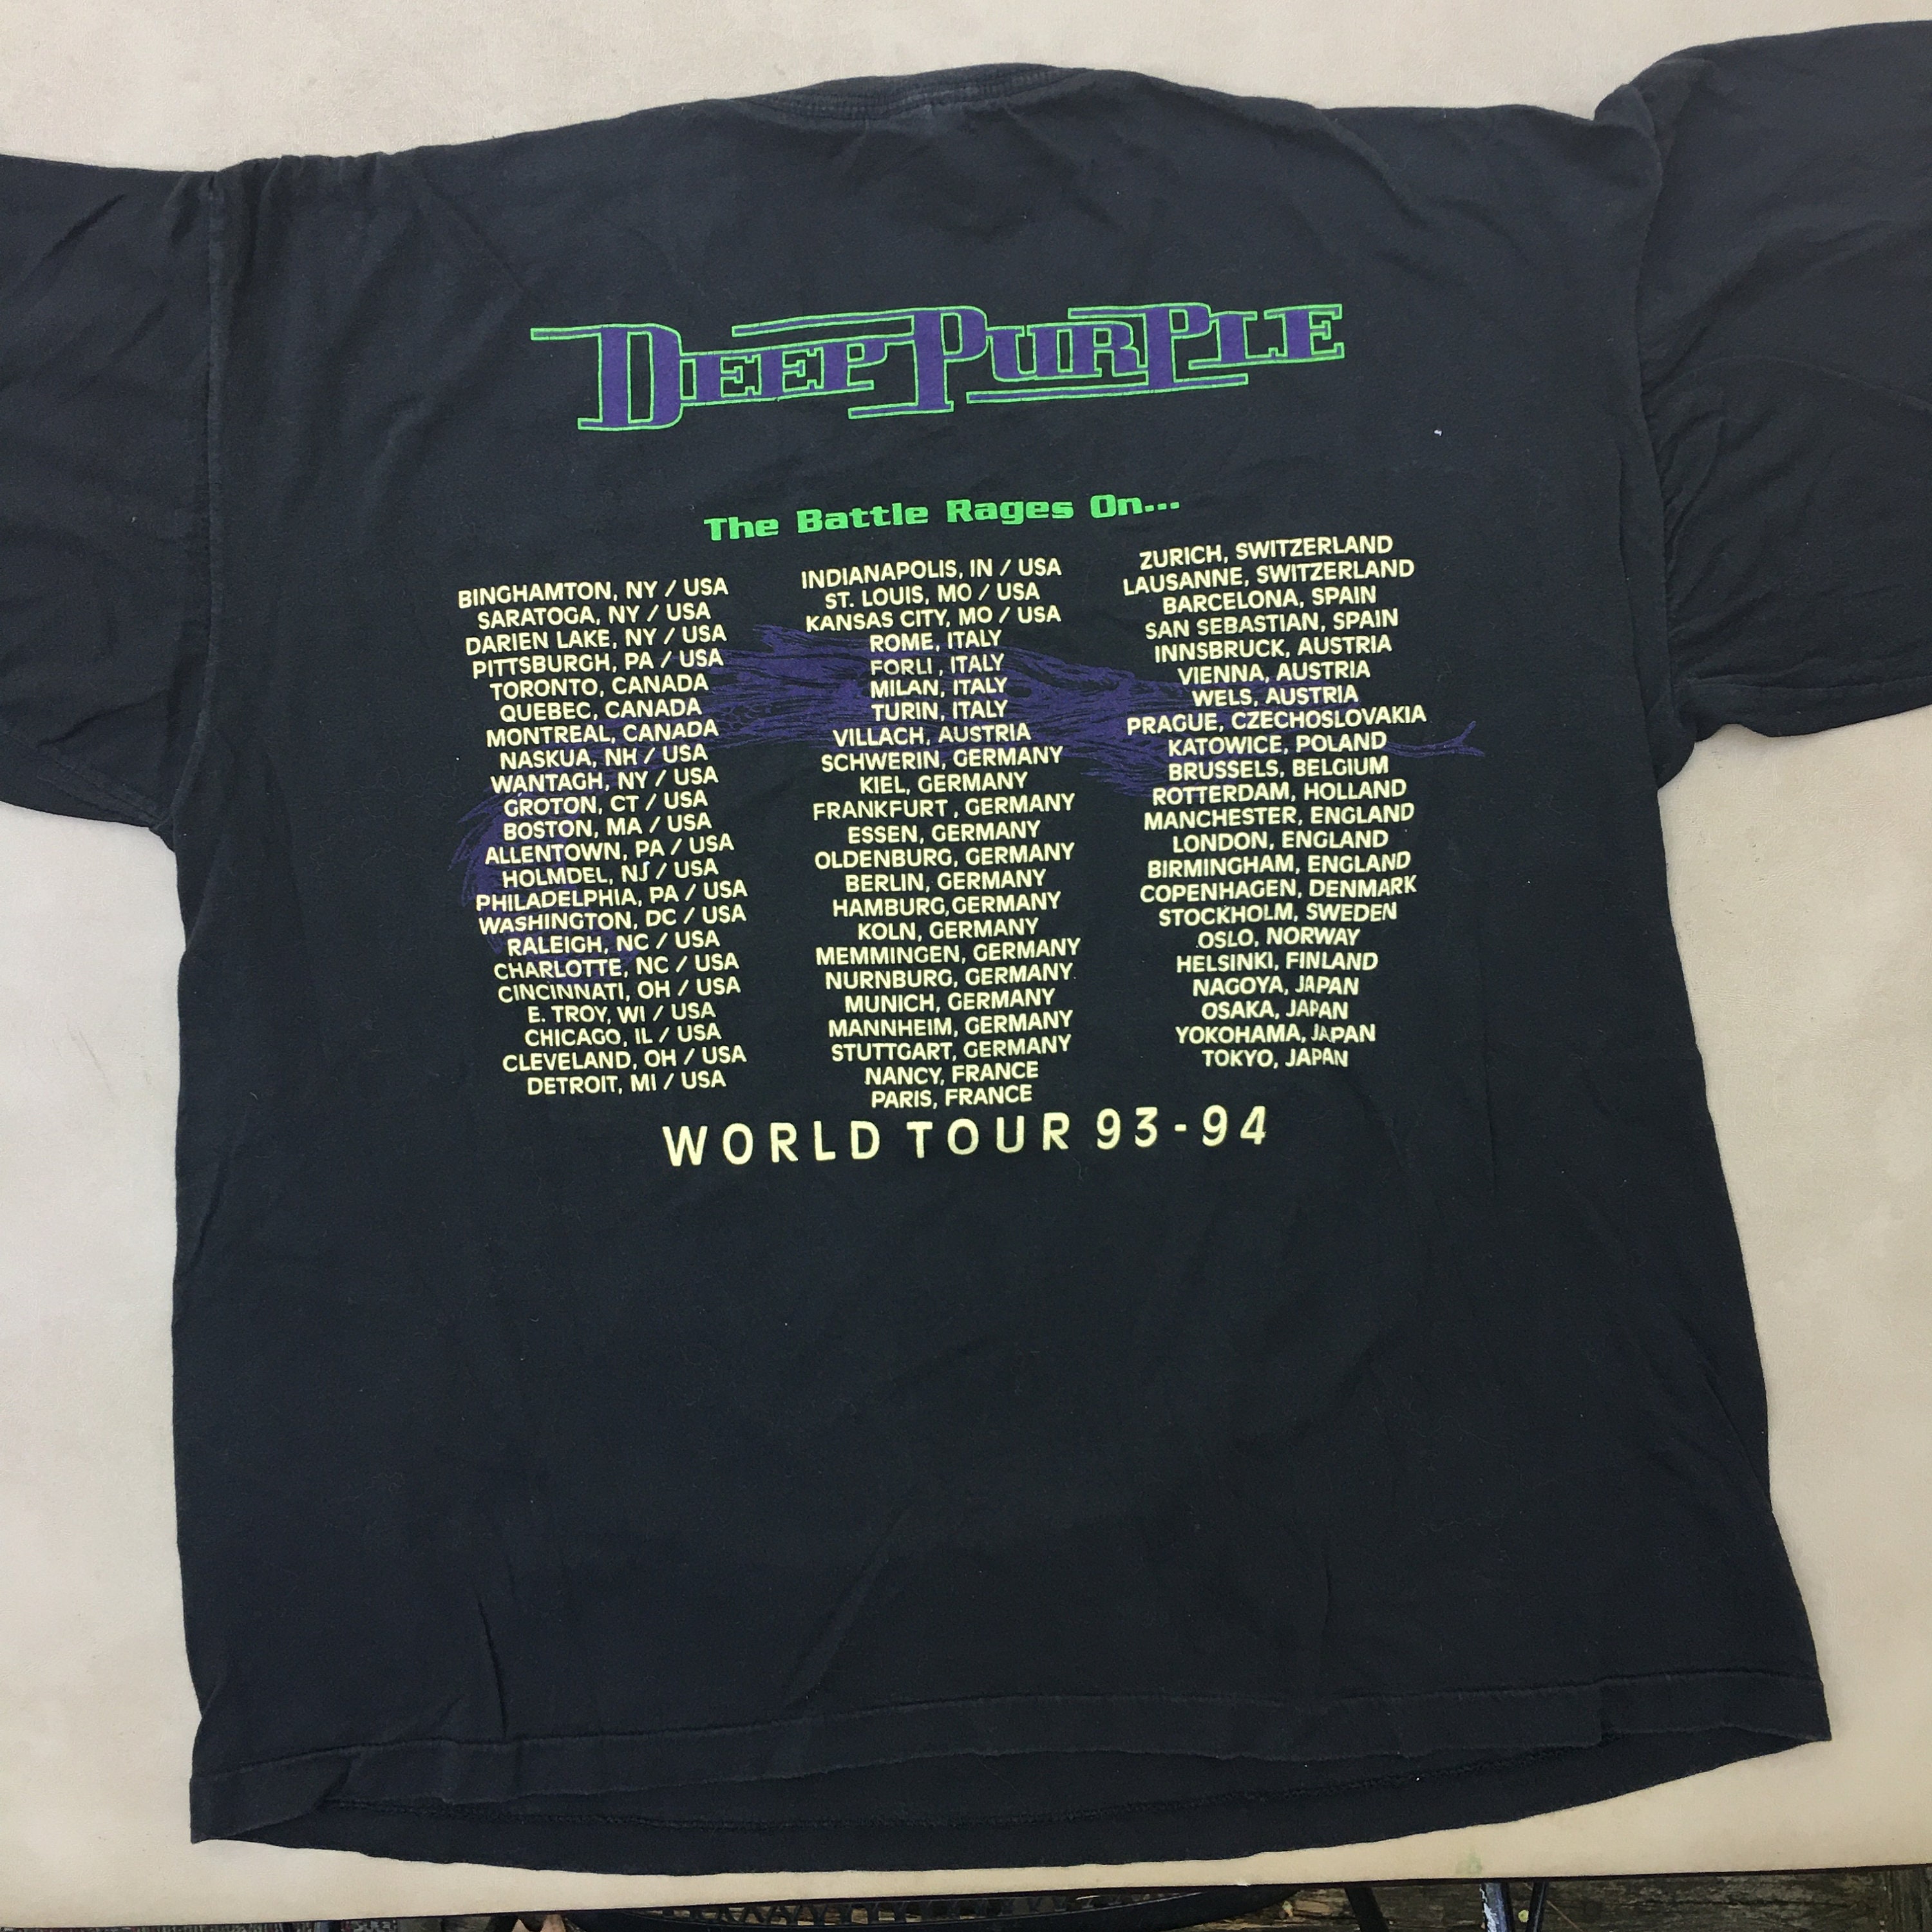 DEEP PURPLE
The Battle Rages On...
BINGHAMTON, NY / USA
SARATOGA, NY / USA
DARIEN LAKE, NY / USA
PITTSBURGH, PA / USA
TORONTO, CANADA
QUEBEC, CANADA
MONTREAL, CANADA
NASKUA, NH / USA
WANTAGH, NY / USA
GROTON, CT / USA
BOSTON, MA / USA
ALLENTOWN, PA / USA
HOLMDEL, NJ / USA
PHILADELPHIA, PA / USA
WASHINGTON, DC / USA
RALEIGH, NC / USA
CHARLOTTE, NC / USA
CINCINNATI, OH / USA
E. TROY, WI / USA
CHICAGO, IL / USA
CLEVELAND, OH / USA
DETROIT, MI / USA
INDIANAPOLIS, IN / USA
ST. LOUIS, MO / USA
KANSAS CITY, MO / USA
ROME, ITALY
FORLI , ITALY
MILAN, ITALY
TURIN, ITALY
VILLACH, AUSTRIA
SCHWERIN, GERMANY
KIEL, GERMANY
FRANKFURT , GERMANY
ESSEN, GERMANY
OLDENBURG, GERMANY
BERLIN, GERMANY
HAMBURG,GERMANY
KOLN, GERMANY
MEMMINGEN, GERMANY
NURNBURG, GERMANY
MUNICH, GERMANY
MANNHEIM, GERMANY
STUTTGART, GERMANY
NANCY, FRANCE
PARIS, FRANCE
ZURICH, SWITZERLAND
LAUSANNE, SWITZERLAND
BARCELONA, SPAIN
SAN SEBASTIAN, SPAIN
INNSBRUCK, AUSTRIA
VIENNA, AUSTRIA
WELS, AUSTRIA
PRAGUE, CZECHOSLOVAKIA
KATOWICE, POLAND
BRUSSELS, BELGIUM
ROTTERDAM, HOLLAND
MANCHESTER, ENGLAND
LONDON, ENGLAND
BIRMINGHAM, ENGLAND
COPENHAGEN, DENMARK
STOCKHOLM, SWEDEN
OSLO, NORWAY
HELSINKI, FINLAND
NAGOYA, JAPAN
OSAKA, JAPAN
YOKOHAMA, JAPAN
TOKYO, JAPAN
WORLD TOUR 93-94